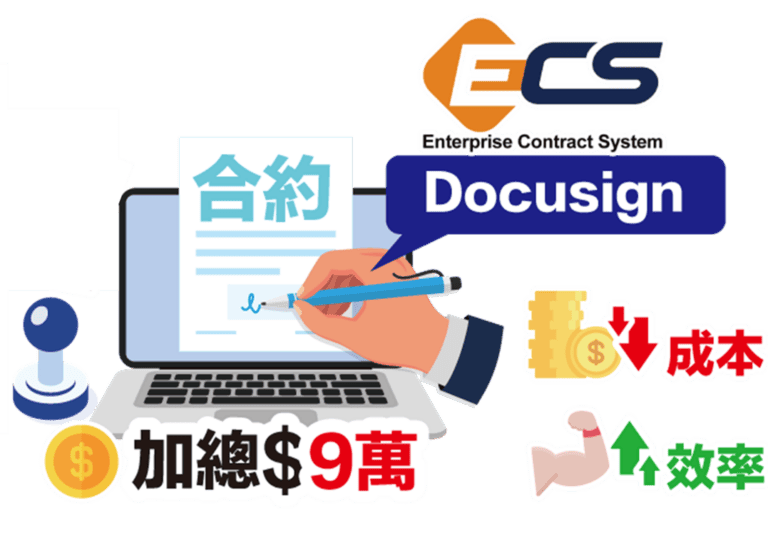 ECS
Enterprise Contract System
Docusign
合約
成本
加總$9萬
效率